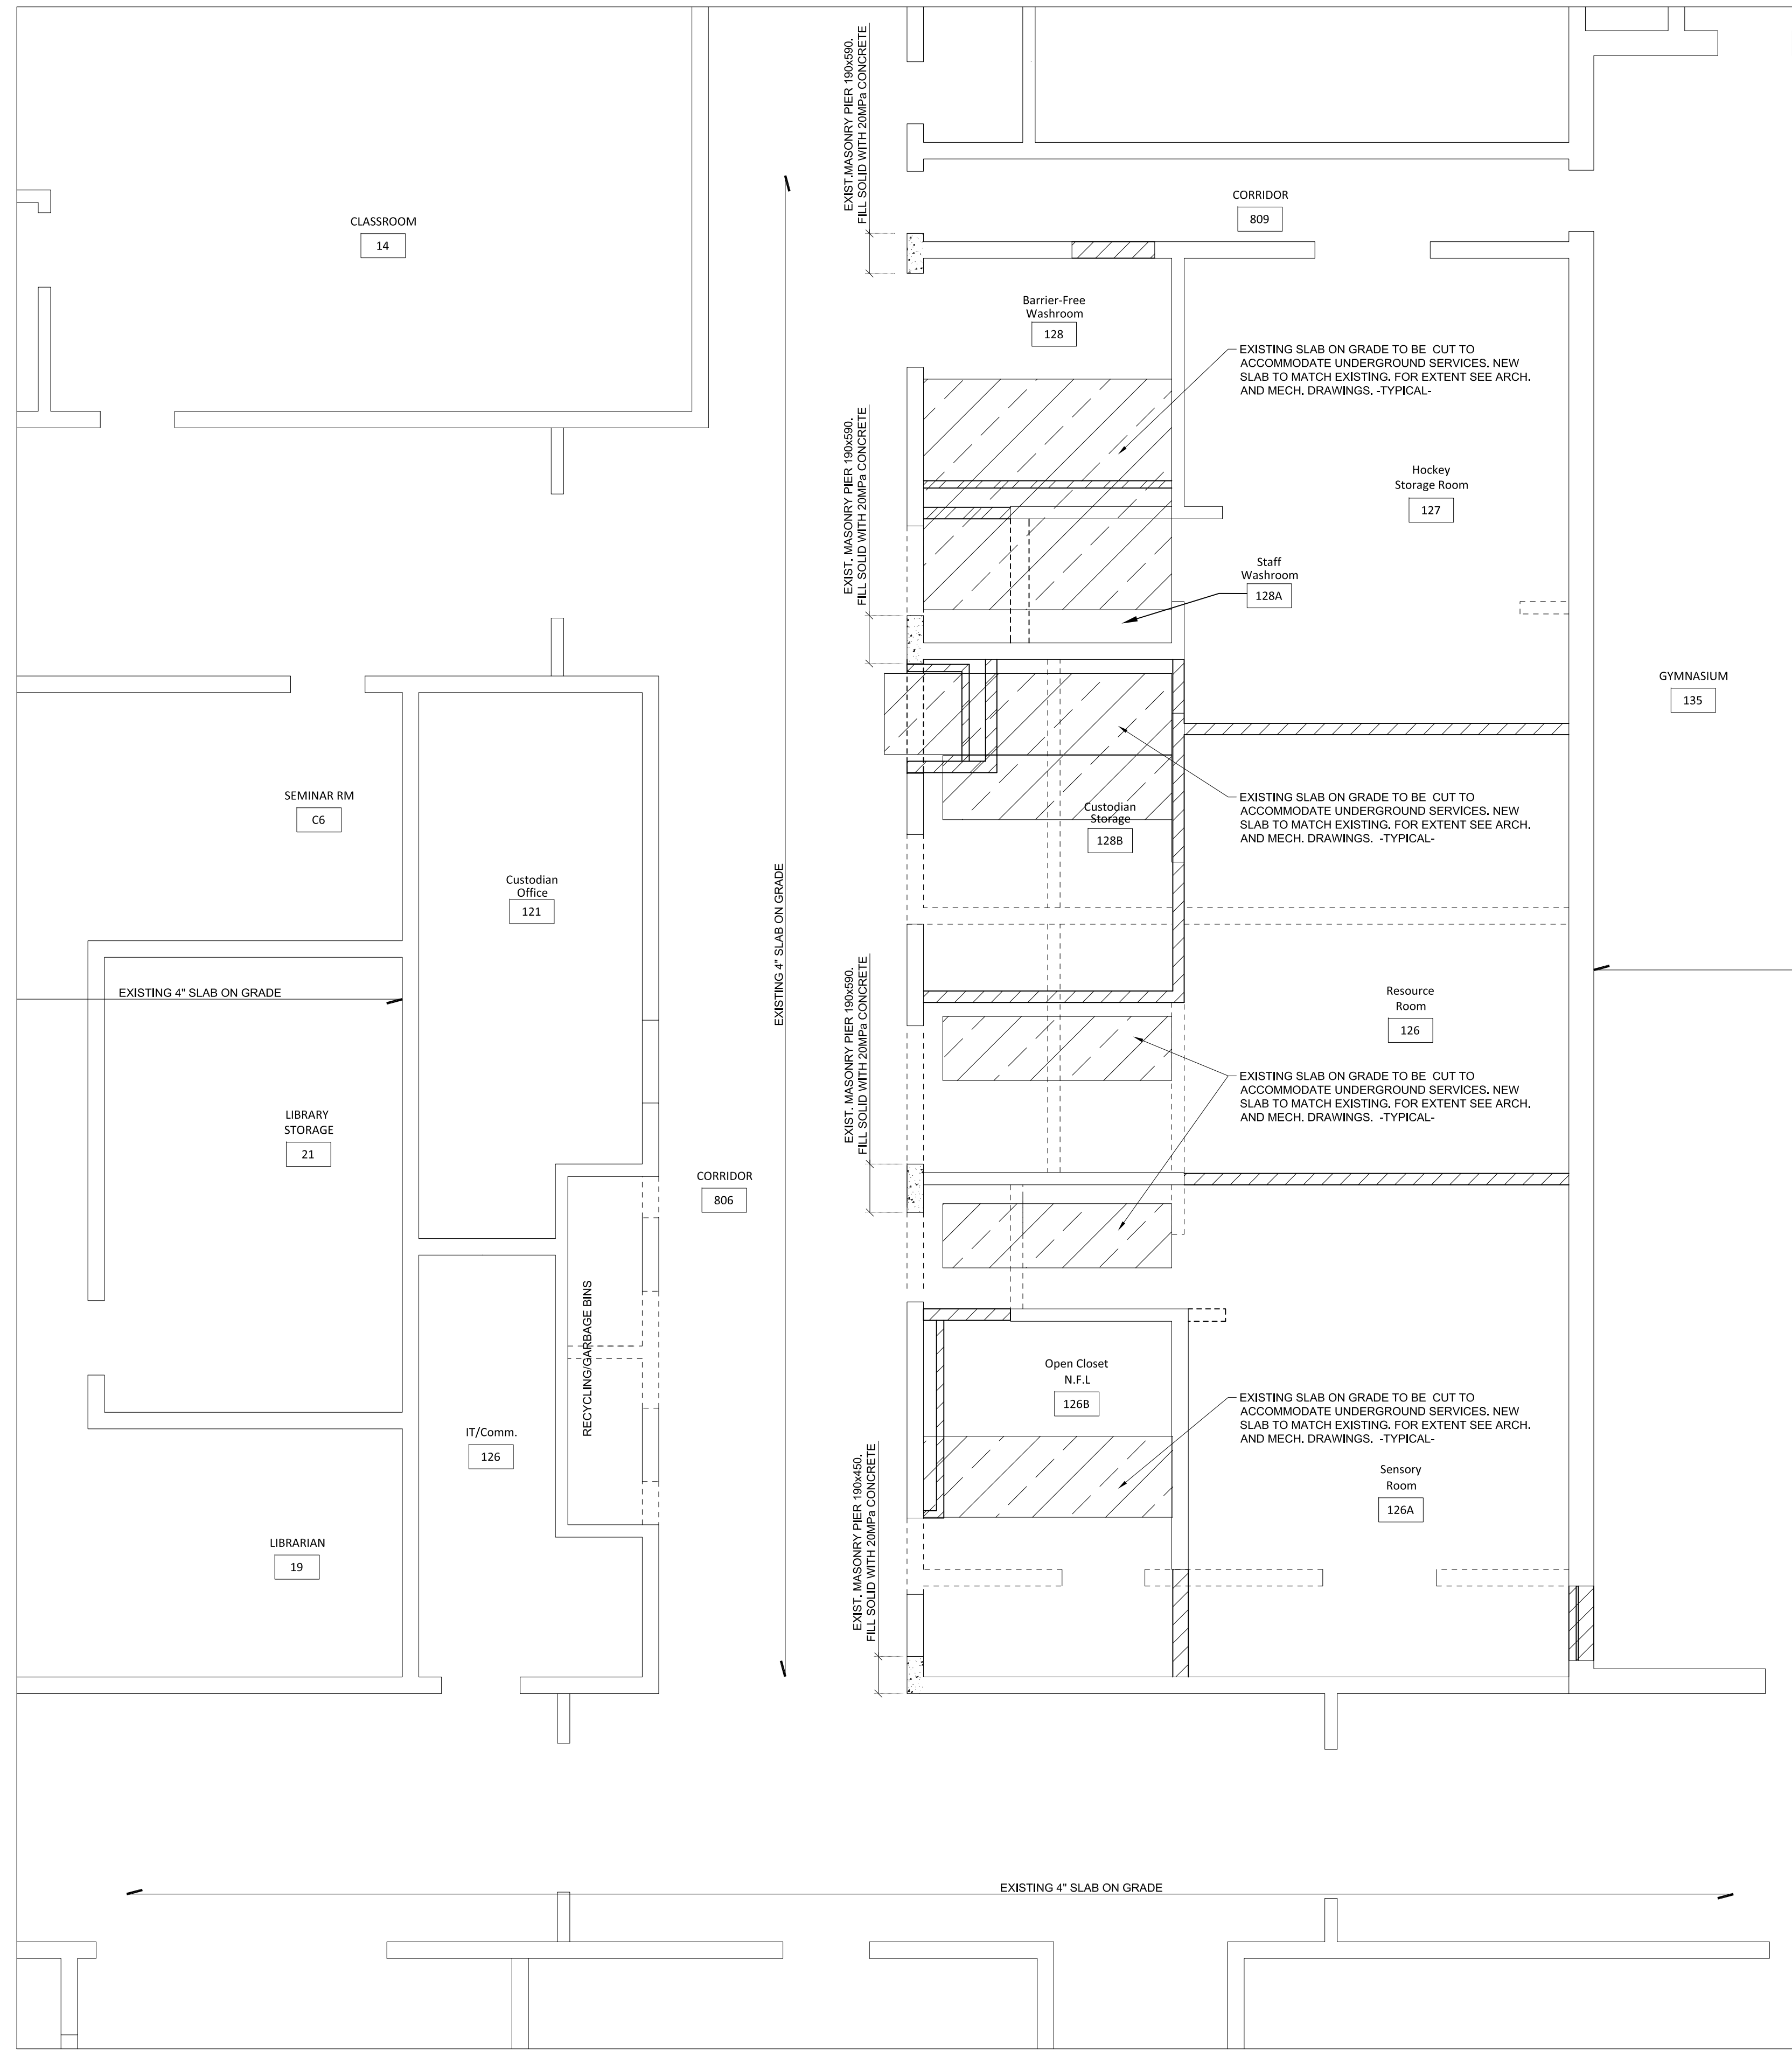 EXIST.MASONRY PIER 190x590.
FILL SOLID WITH 20MPa CONCRETE
CORRIDOR
809
CLASSROOM
14
Barrier-Free
Washroom
128
EXISTING SLAB ON GRADE TO BE CUT TO
ACCOMMODATE UNDERGROUND SERVICES. NEW
SLAB TO MATCH EXISTING. FOR EXTENT SEE ARCH.
AND MECH. DRAWINGS. -TYPICAL-
EXIST. MASONRY PIER 190x590.
FILL SOLID WITH 20MPa CONCRETE
Hockey
Storage Room
127
Staff
Washroom
128A
GYMNASIUM
135
SEMINAR RM
C6
Custodian
Storage
128B
EXISTING SLAB ON GRADE TO BE CUT TO
ACCOMMODATE UNDERGROUND SERVICES. NEW
SLAB TO MATCH EXISTING. FOR EXTENT SEE ARCH.
AND MECH. DRAWINGS. -TYPICAL-
Custodian
Office
121
EXISTING 4" SLAB ON GRADE
EXISTING 4" SLAB ON GRADE
EXIST. MASONRY PIER 190x590.
FILL SOLID WITH 20MPa CONCRETE
Resource
Room
126
EXISTING SLAB ON GRADE TO BE CUT TO
ACCOMMODATE UNDERGROUND SERVICES. NEW
SLAB TO MATCH EXISTING. FOR EXTENT SEE ARCH.
AND MECH. DRAWINGS. -TYPICAL-
LIBRARY
STORAGE
21
CORRIDOR
806
RECYCLING/GARBAGE BINS
Open Closet
N.F.L
126B
EXISTING SLAB ON GRADE TO BE CUT TO
ACCOMMODATE UNDERGROUND SERVICES. NEW
SLAB TO MATCH EXISTING. FOR EXTENT SEE ARCH.
AND MECH. DRAWINGS. -TYPICAL-
IT/Comm.
126
EXIST. MASONRY PIER 190x450.
FILL SOLID WITH 20MPa CONCRETE
Sensory
Room
126A
LIBRARIAN
19
EXISTING 4" SLAB ON GRADE